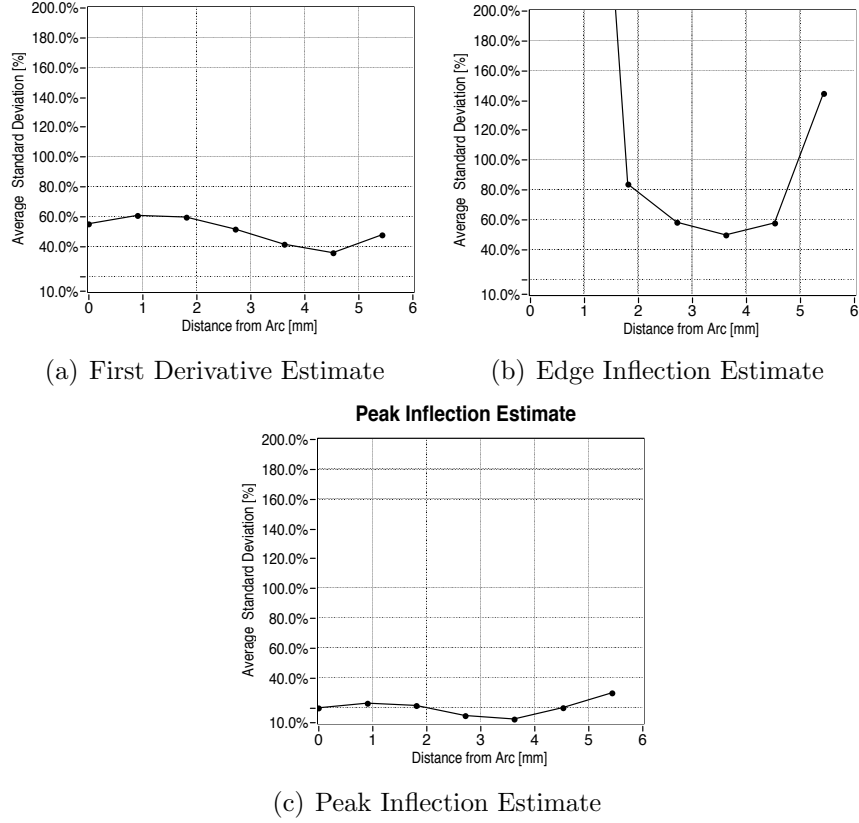 200.0%
180.0%
160.0%
140.0%
120.0%
100.0%
80.0%
60.0%
40.0%
10.0%
0 1 2 3 4 5 6
Average Standard Deviation [%]
Distance from Arc [mm]
(a) First Derivative Estimate
200.0%
180.0%
160.0%
140.0%
120.0%
100.0%
80.0%
60.0%
40.0%
10.0%
0 1 2 3 4 5 6
Average Standard Deviation [%]
Distance from Arc [mm]
(b) Edge Inflection Estimate
Peak Inflection Estimate
200.0%
180.0%
160.0%
140.0%
120.0%
100.0%
80.0%
60.0%
40.0%
10.0%
0 1 2 3 4 5 6
Average Standard Deviation [%]
Distance from Arc [mm]
(c) Peak Inflection Estimate